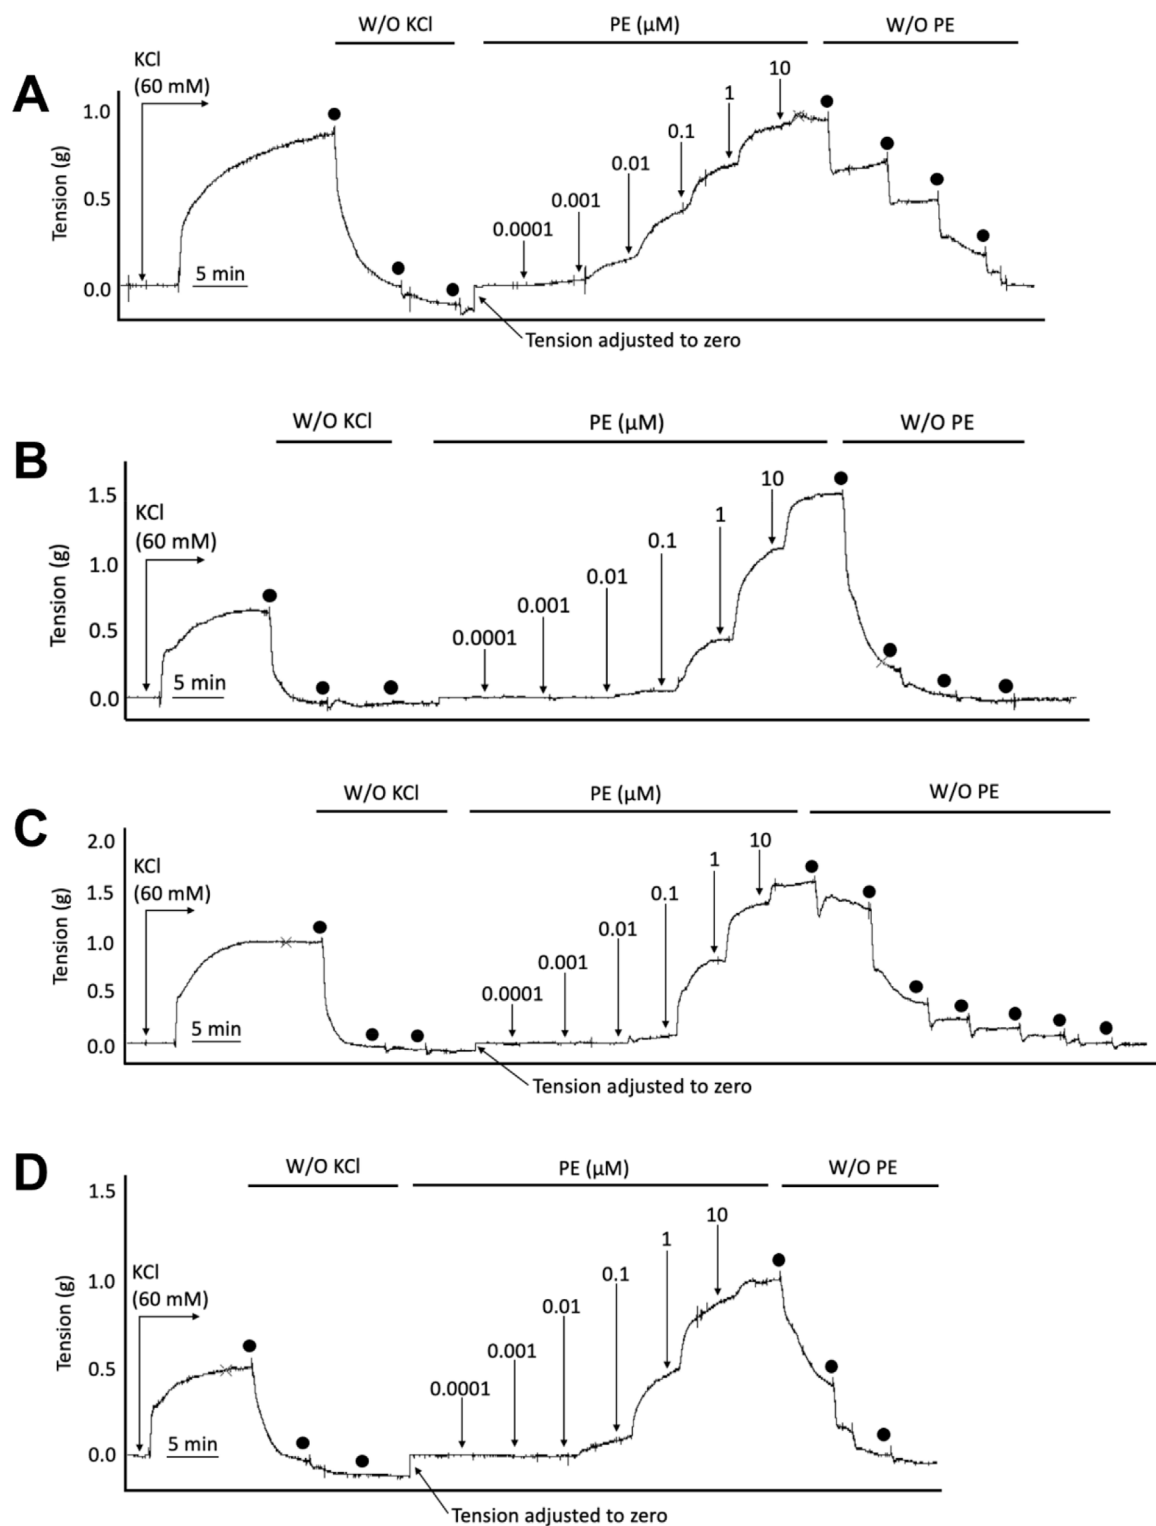 W/O KCl PE (µM) W/O PE
A
KCl
(60 mM)
10
1
0.1
0.01
0.001
0.0001
1.0
0.5
0.0
Tension (g)
5 min
Tension adjusted to zero
W/O KCl PE (µM) W/O PE
B
KCl
(60 mM)
10
1
0.1
0.01
0.001
0.0001
1.5
1.0
0.5
0.0
Tension (g)
5 min
W/O KCl PE (µM) W/O PE
C
KCl
(60 mM)
10
1
0.1
0.01
0.001
0.0001
2.0
1.5
1.0
0.5
0.0
Tension (g)
5 min
Tension adjusted to zero
W/O KCl PE (µM) W/O PE
D
KCl
(60 mM)
10
1
0.1
0.01
0.001
0.0001
1.5
1.0
0.5
0.0
Tension (g)
5 min
Tension adjusted to zero